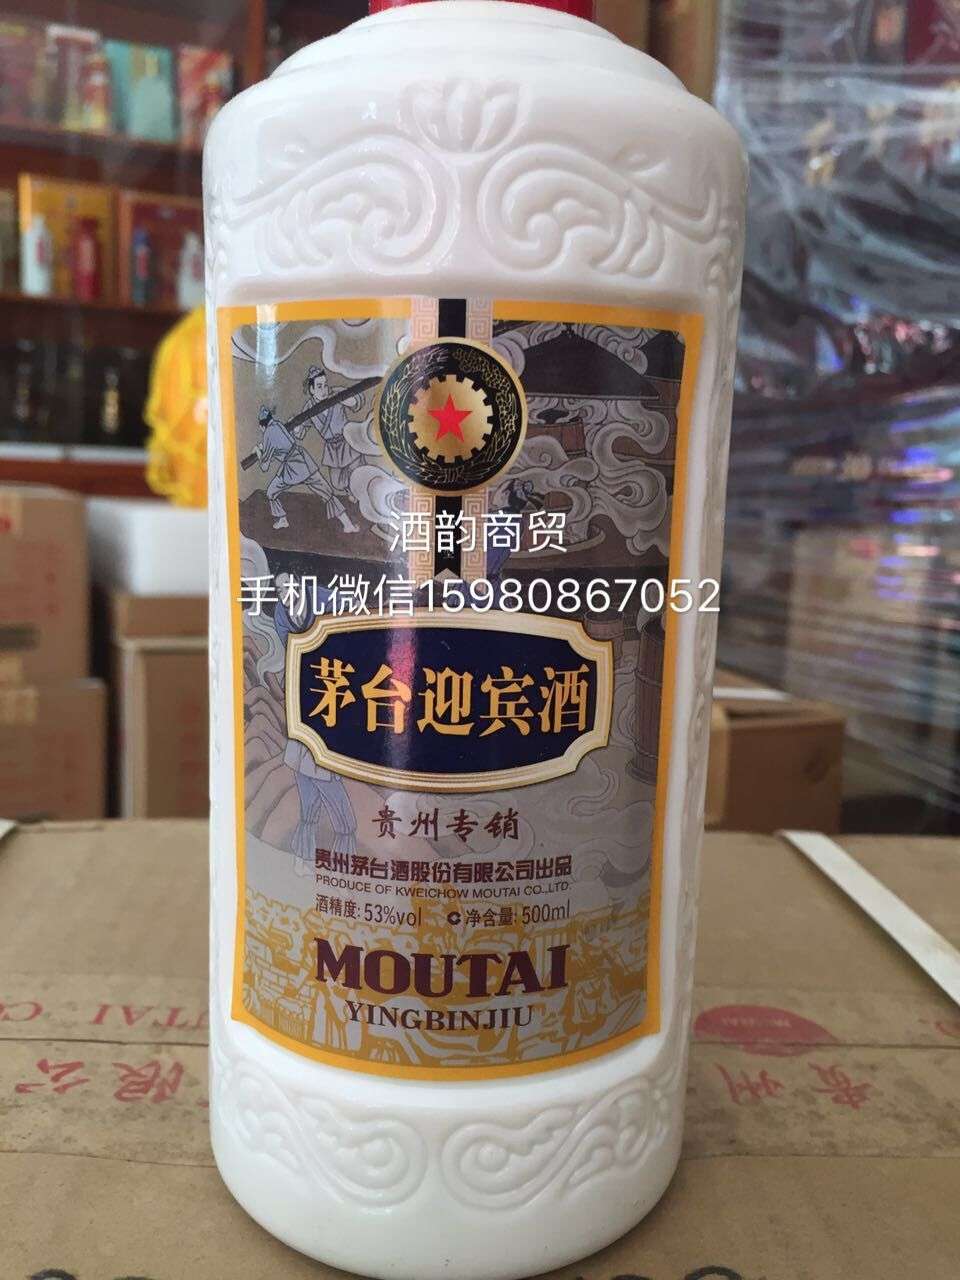 酒韵商贸
手机微信15980867052
茅台迎宾酒
贵州专销
贵州茅台酒股份有限公司出品
PRODUCE OF KWEICHOW MOUTAI CO.,LTD.
酒精度:53%vol 净含量:500ml
MOUTAI
YINGBINJIU